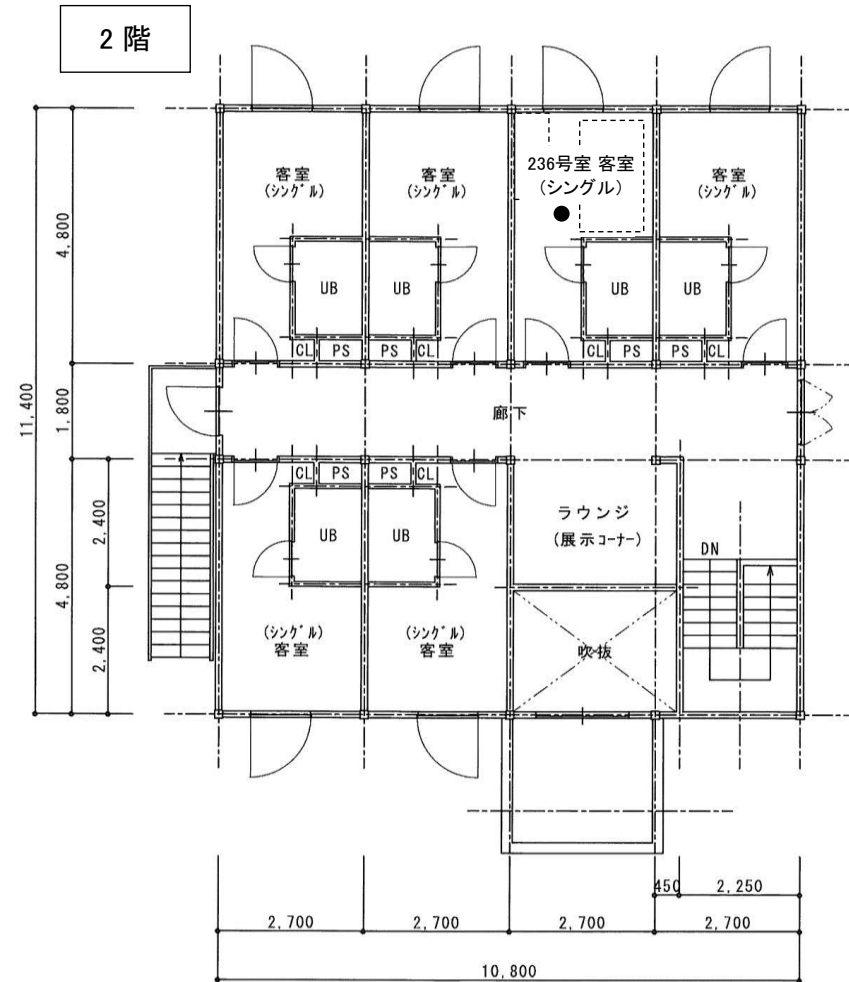 2 階
客室
(シングル)
客室
(シングル)
236号室 客室
(シングル)
客室
(シングル)
UB
UB
UB
UB
CL
PS
PS
CL
CL
PS
PS
CL
廊下
CL
PS
PS
CL
UB
UB
ラウンジ
(展示コーナー)
DN
(シングル)
客室
(シングル)
客室
吹抜
11,400
4,800
1,800
4,800
2,400
2,400
450
2,250
2,700
2,700
2,700
2,700
10,800